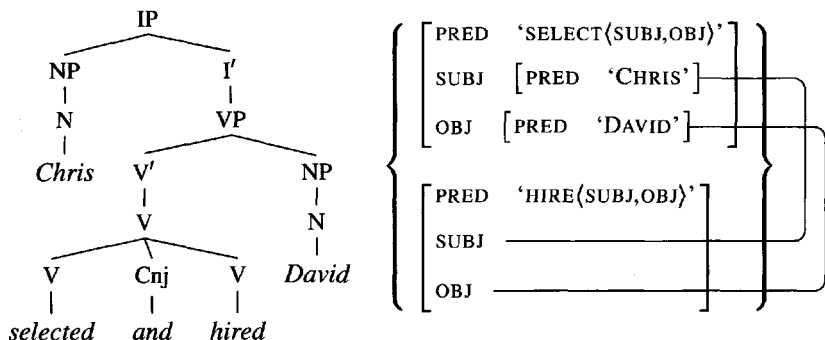 IP
NP I′
N VP
Chris V′ NP
V N
V Cnj V David
selected and hired
PRED ‘SELECT⟨SUBJ,OBJ⟩’
SUBJ [PRED ‘CHRIS’]
OBJ [PRED ‘DAVID’]
PRED ‘HIRE⟨SUBJ,OBJ⟩’
SUBJ
OBJ